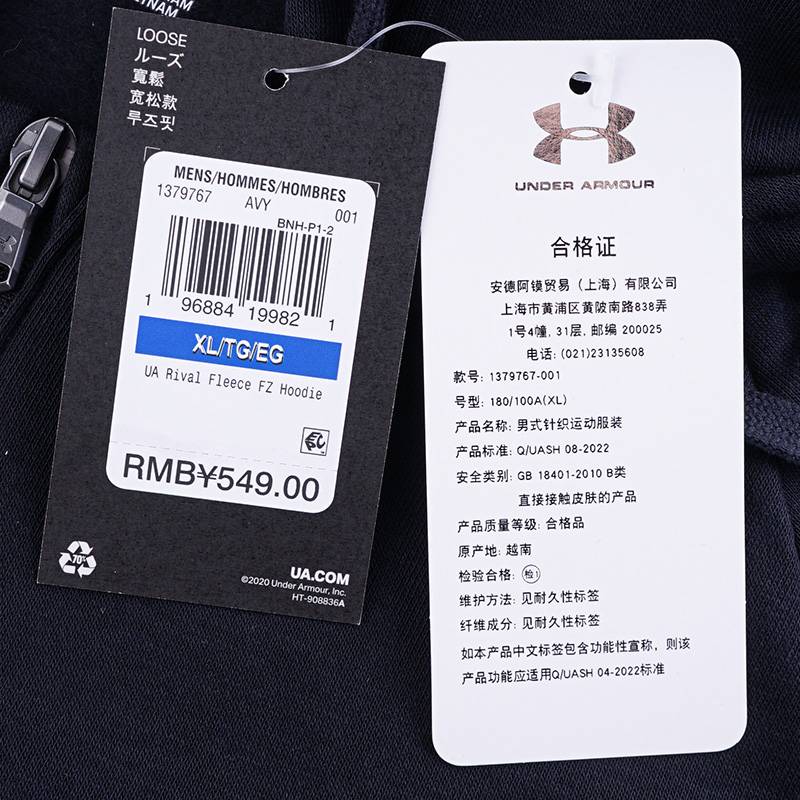 TNAM
LOOSE
ルーズ
寬鬆
宽松款
루즈핏
MENS/HOMMES/HOMBRES
1379767 AVY 001
BNH-P1-2
1 96884 19982 1
XL/TG/EG
UA Rival Fleece FZ Hoodie
RMB¥549.00
70%
UA.COM
©2020 Under Armour, Inc.
HT-908836A
UNDER ARMOUR
合格证
安德阿镆贸易(上海)有限公司
上海市黄浦区黄陂南路838弄
1号4幢, 31层, 邮编 200025
电话: (021)23135608
款号: 1379767-001
号型: 180/100A(XL)
产品名称: 男式针织运动服装
产品标准: Q/UASH 08-2022
安全类别: GB 18401-2010 B类
直接接触皮肤的产品
产品质量等级: 合格品
原产地: 越南
检验合格: 检1
维护方法: 见耐久性标签
纤维成分: 见耐久性标签
如本产品中文标签包含功能性宣称，则该
产品功能应适用Q/UASH 04-2022标准